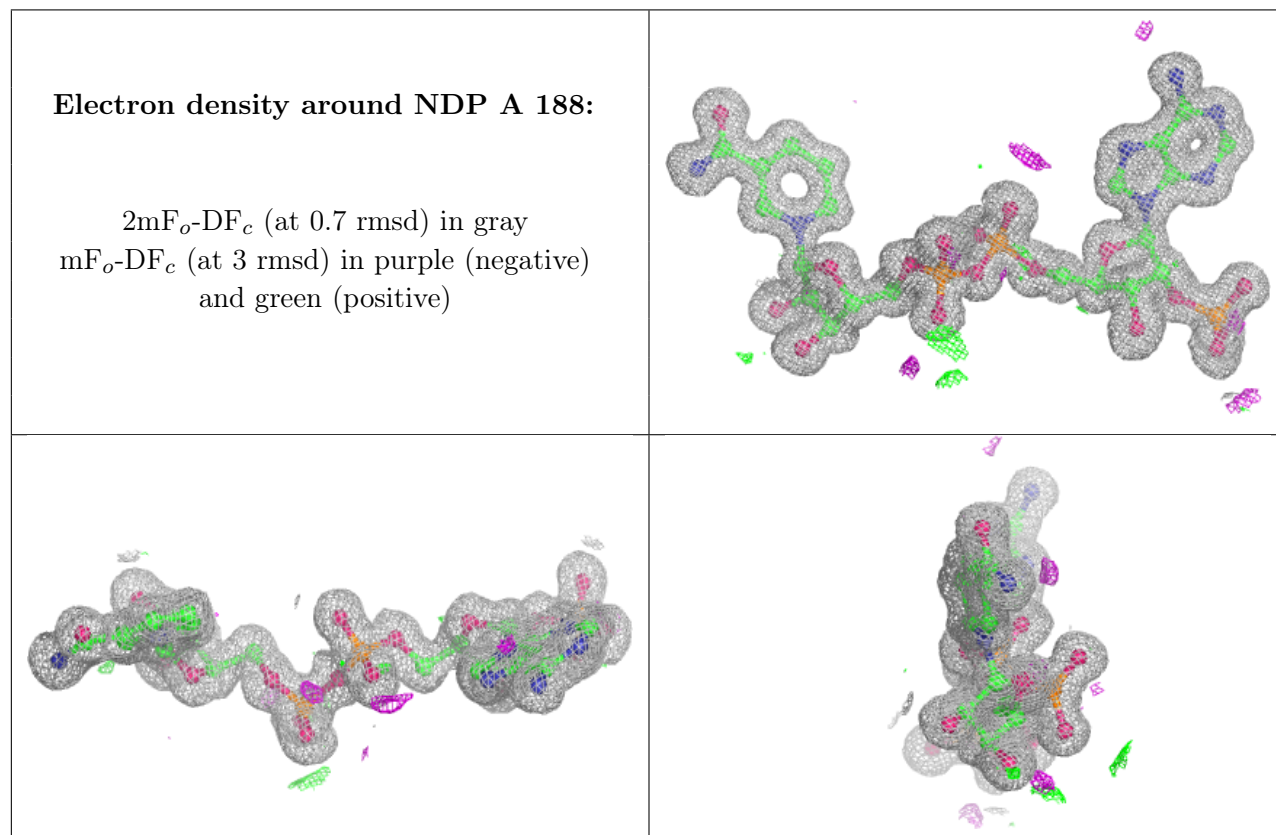 Electron density around NDP A 188:
2mFₒ-DF𝒸 (at 0.7 rmsd) in gray
mFₒ-DF𝒸 (at 3 rmsd) in purple (negative)
and green (positive)